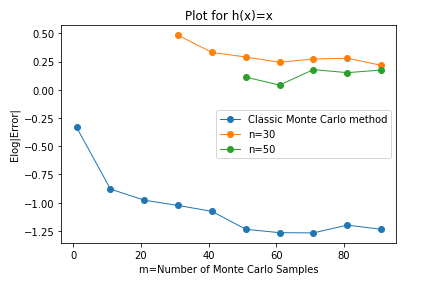 Plot for h(x)=x
Elog|Error|
0.50
0.25
0.00
−0.25
−0.50
−0.75
−1.00
−1.25
Classic Monte Carlo method
n=30
n=50
0
20
40
60
80
m=Number of Monte Carlo Samples